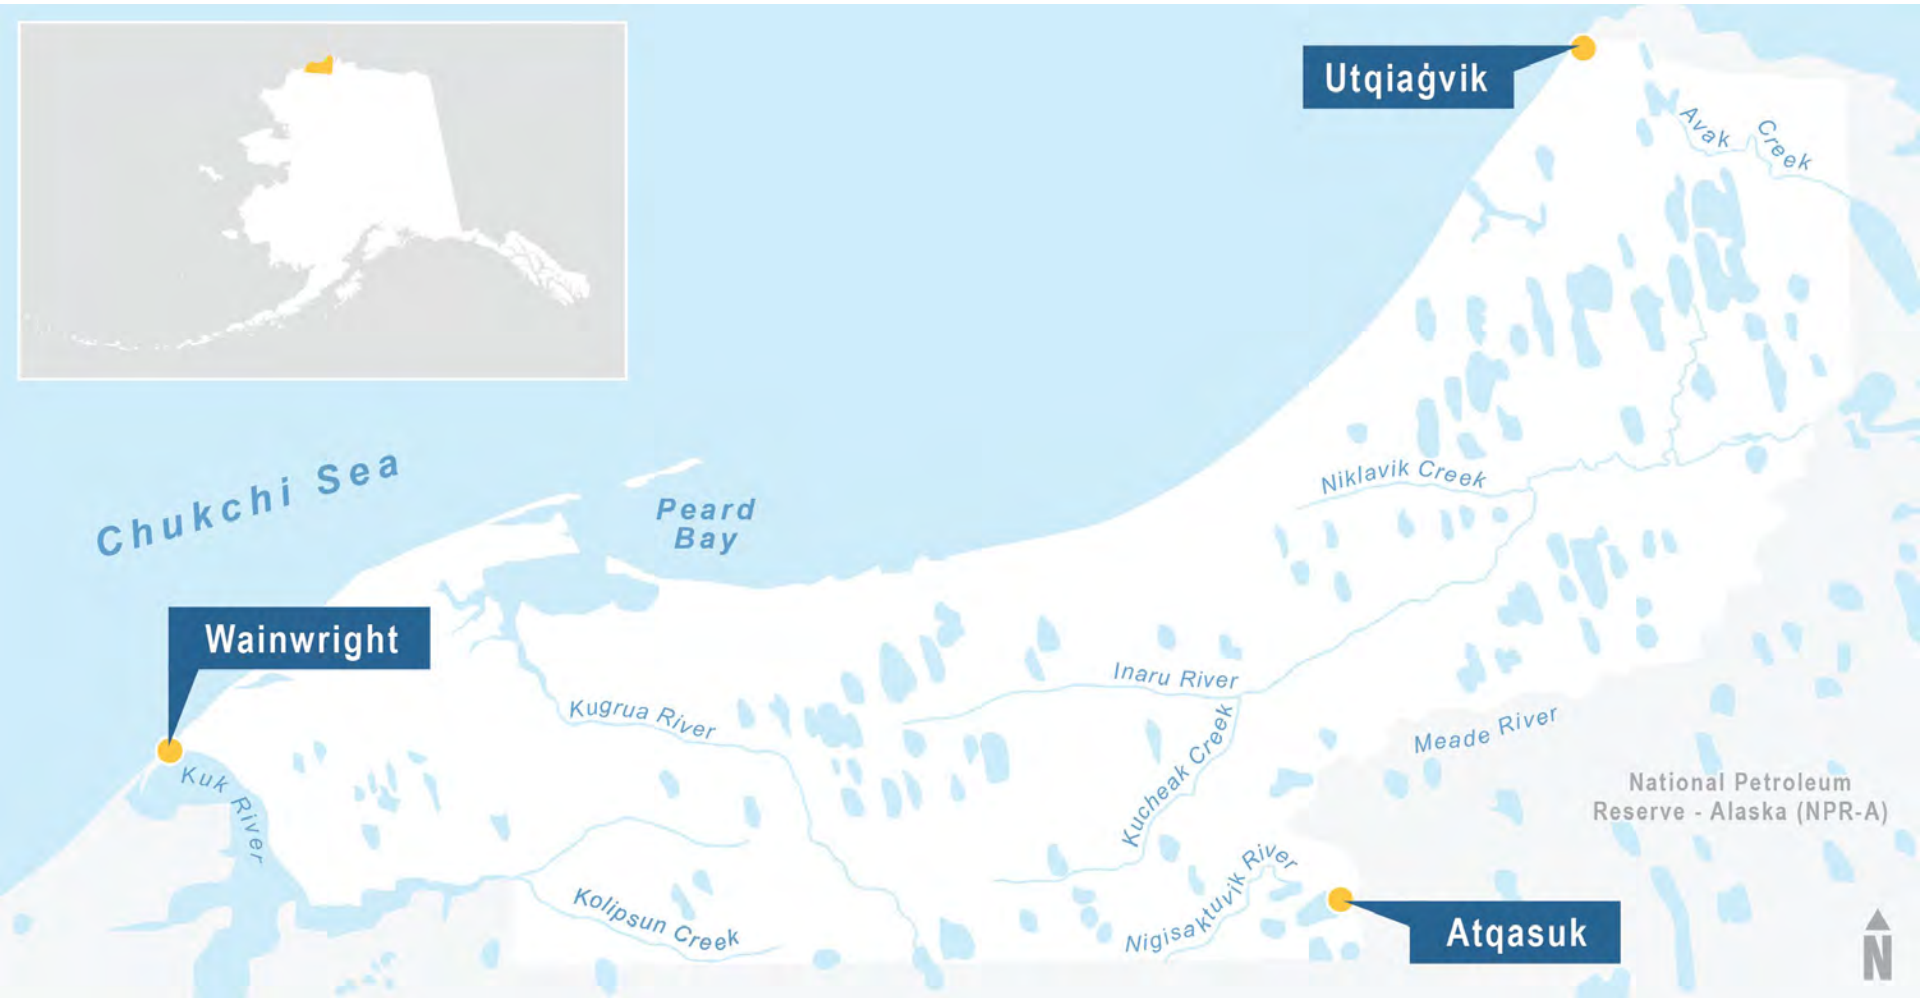 Utqiaġvik
Avak Creek
Chukchi Sea
Peard
Bay
Niklavik Creek
Wainwright
Inaru River
Kugrua River
Meade River
Kuk River
Kucheak Creek
National Petroleum
Reserve - Alaska (NPR-A)
Nigisaktuvik River
Kolipsun Creek
Atqasuk
N